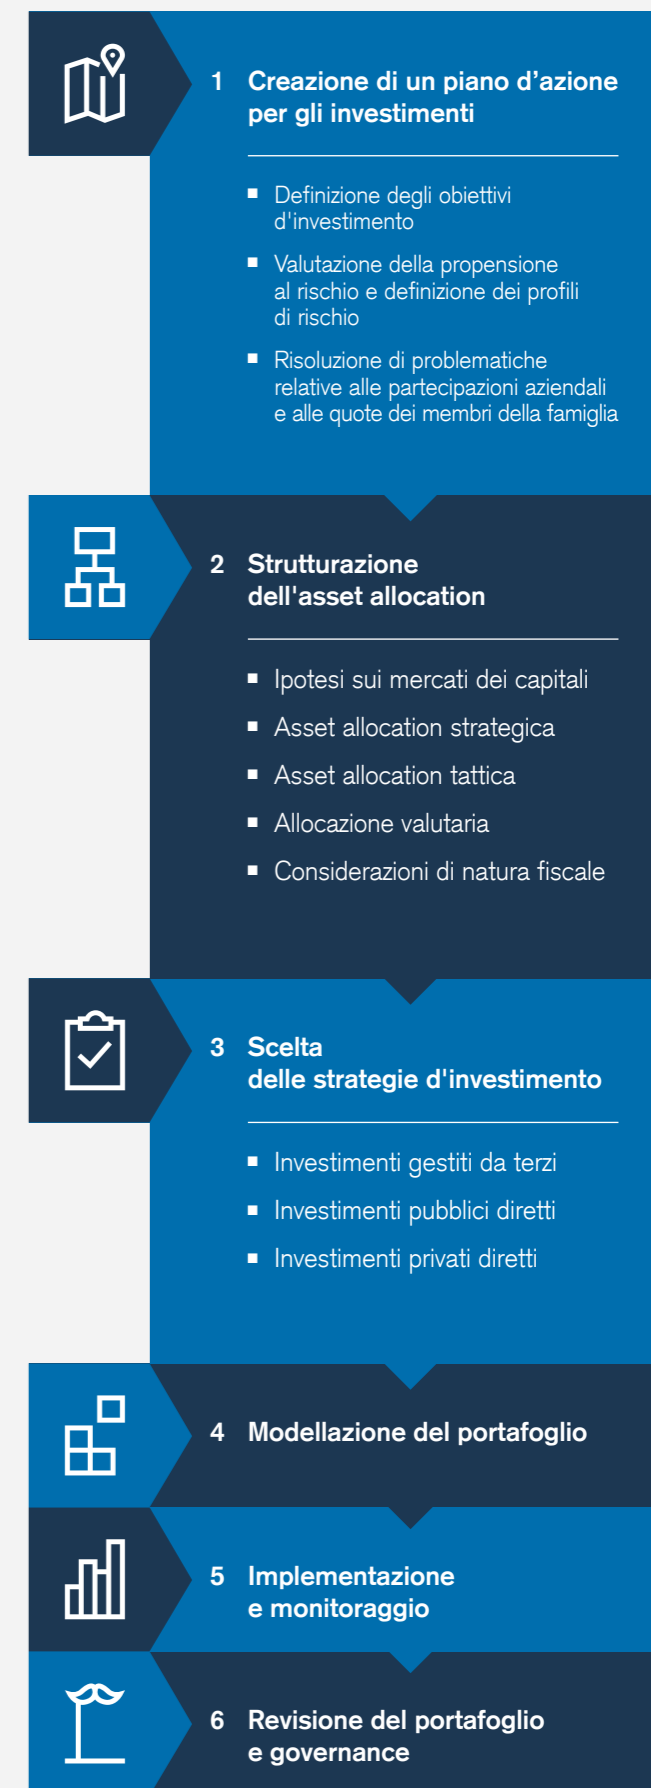 1 Creazione di un piano d’azione
per gli investimenti
▪ Definizione degli obiettivi
d'investimento
▪ Valutazione della propensione
al rischio e definizione dei profili
di rischio
▪ Risoluzione di problematiche
relative alle partecipazioni aziendali
e alle quote dei membri della famiglia
2 Strutturazione
dell'asset allocation
▪ Ipotesi sui mercati dei capitali
▪ Asset allocation strategica
▪ Asset allocation tattica
▪ Allocazione valutaria
▪ Considerazioni di natura fiscale
3 Scelta
delle strategie d'investimento
▪ Investimenti gestiti da terzi
▪ Investimenti pubblici diretti
▪ Investimenti privati diretti
4 Modellazione del portafoglio
5 Implementazione
e monitoraggio
6 Revisione del portafoglio
e governance